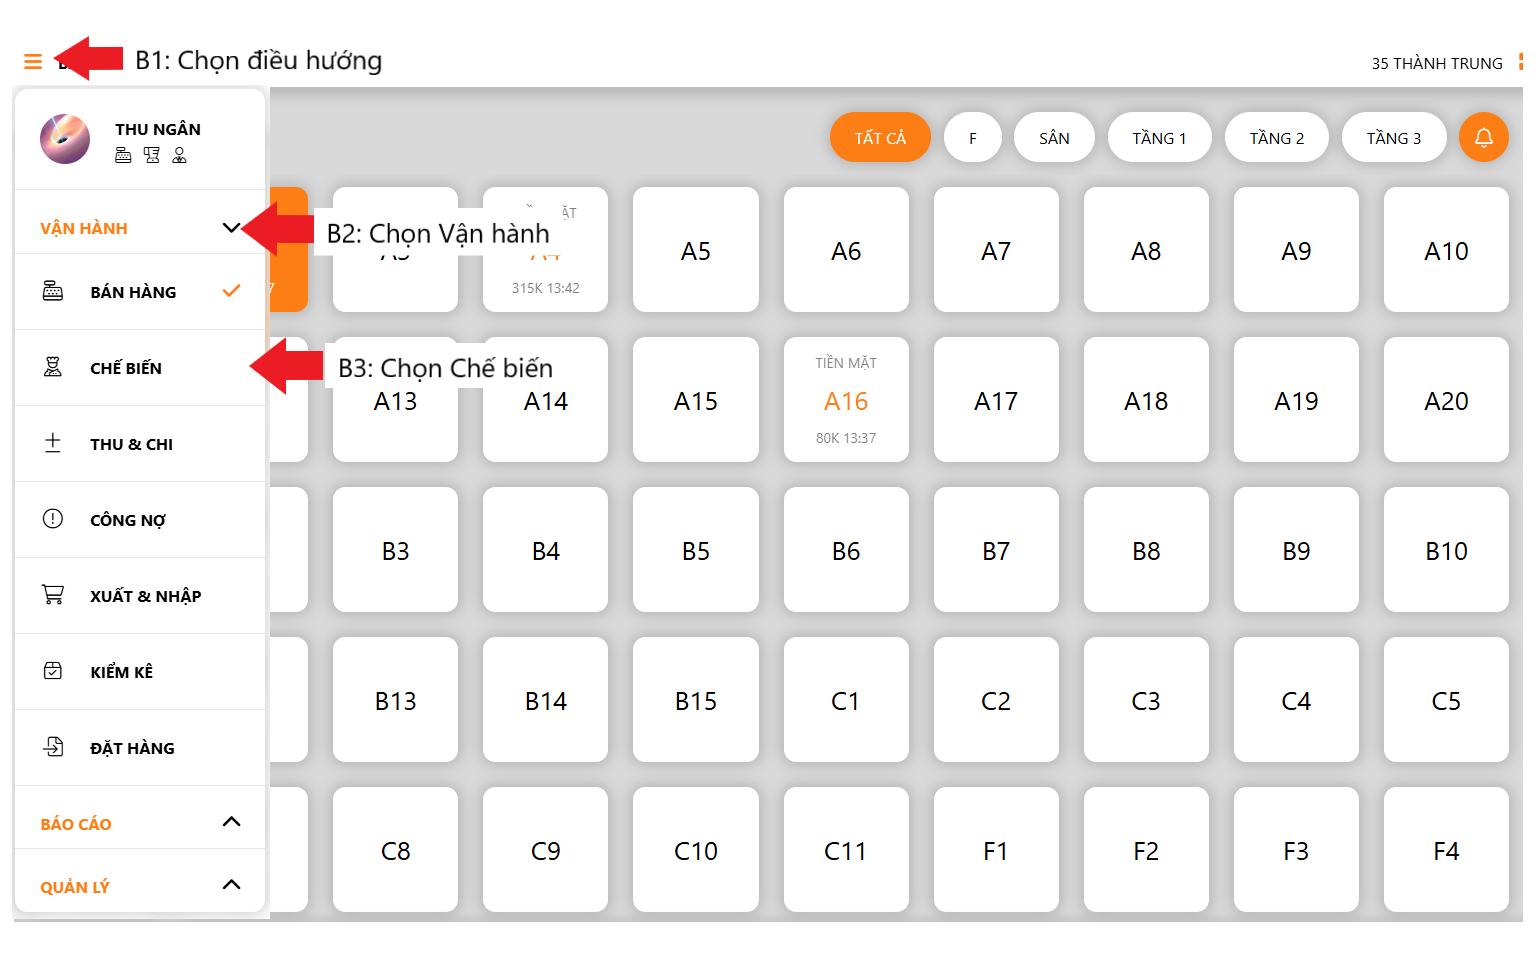 B1: Chọn điều hướng
35 THÀNH TRUNG
THU NGÂN
TẤT CẢ
F
SÂN
TẦNG 1
TẦNG 2
TẦNG 3
VẬN HÀNH
B2: Chọn Vận hành
315K 13:42
A5
A6
A7
A8
A9
A10
BÁN HÀNG
CHẾ BIẾN
B3: Chọn Chế biến
A13
A14
A15
TIỀN MẶT
A16
80K 13:37
A17
A18
A19
A20
THU & CHI
CÔNG NỢ
B3
B4
B5
B6
B7
B8
B9
B10
XUẤT & NHẬP
KIỂM KÊ
B13
B14
B15
C1
C2
C3
C4
C5
ĐẶT HÀNG
BÁO CÁO
C8
C9
C10
C11
F1
F2
F3
F4
QUẢN LÝ